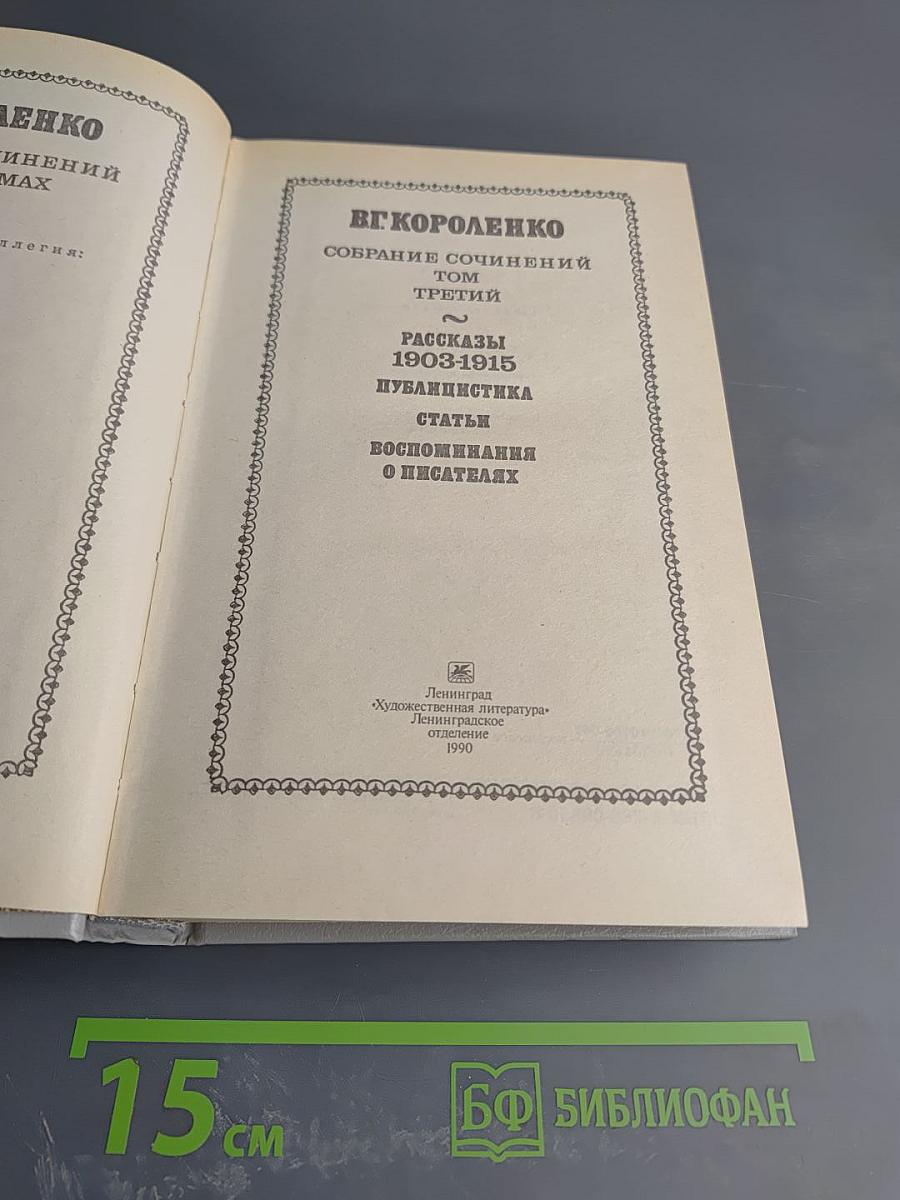 ЛЕНКО
ЧИНЕНИЙ
МАХ
ллегия:
В.Г. КОРОЛЕНКО
СОБРАНИЕ СОЧИНЕНИЙ
ТОМ
ТРЕТИЙ
~
РАССКАЗЫ
1903-1915
ПУБЛИЦИСТИКА
СТАТЬИ
ВОСПОМИНАНИЯ
О ПИСАТЕЛЯХ
Ленинград
«Художественная литература»
Ленинградское
отделение
1990
15 см
БФ БИБЛИОФАН